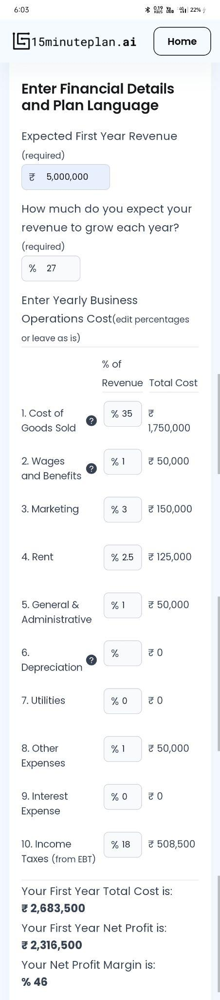 6:03 0.19 KB/S Vo LTE 4G 22%
15minuteplan.ai Home
Enter Financial Details
and Plan Language
Expected First Year Revenue
(required)
₹ 5,000,000
How much do you expect your
revenue to grow each year?
(required)
% 27
Enter Yearly Business
Operations Cost(edit percentages
or leave as is)
% of
Revenue Total Cost
1. Cost of
Goods Sold ? % 35 ₹
1,750,000
2. Wages
and Benefits ? % 1 ₹ 50,000
3. Marketing % 3 ₹ 150,000
4. Rent % 2.5 ₹ 125,000
5. General &
Administrative % 1 ₹ 50,000
6.
Depreciation ? % ₹ 0
7. Utilities % 0 ₹ 0
8. Other
Expenses % 1 ₹ 50,000
9. Interest
Expense % 0 ₹ 0
10. Income
Taxes (from EBT) % 18 ₹ 508,500
Your First Year Total Cost is:
₹ 2,683,500
Your First Year Net Profit is:
₹ 2,316,500
Your Net Profit Margin is:
% 46